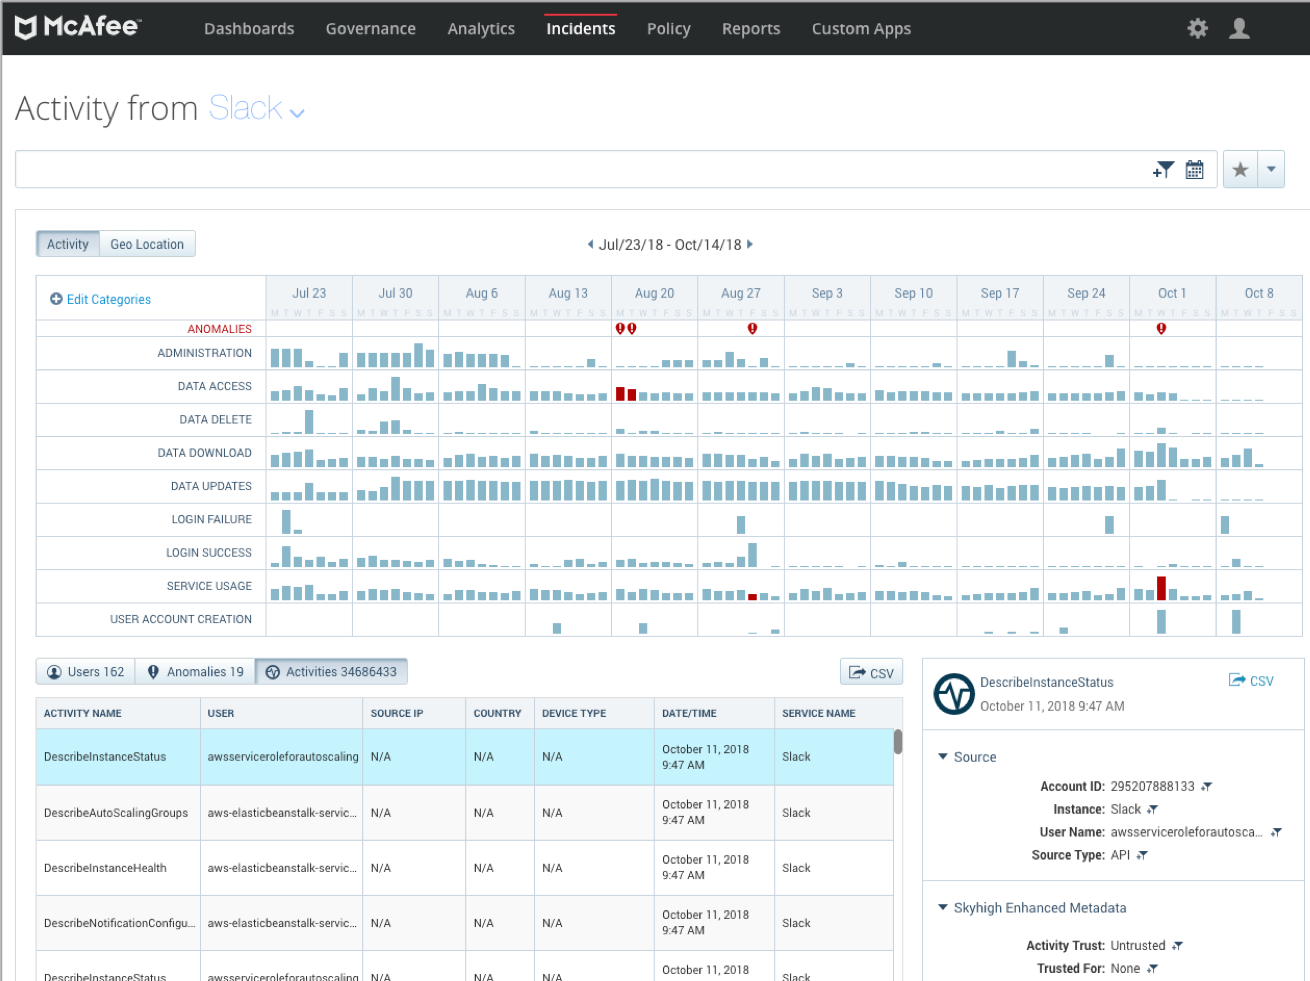 McAfee™
Dashboards Governance Analytics Incidents Policy Reports Custom Apps
Activity from Slack
Activity Geo Location
Jul/23/18 - Oct/14/18
Edit Categories
Jul 23 Jul 30 Aug 6 Aug 13 Aug 20 Aug 27 Sep 3 Sep 10 Sep 17 Sep 24 Oct 1 Oct 8
M T W T F S S M T W T F S S M T W T F S S M T W T F S S M T W T F S S M T W T F S S M T W T F S S M T W T F S S M T W T F S S M T W T F S S M T W T F S S M T W T F S S
ANOMALIES
ADMINISTRATION
DATA ACCESS
DATA DELETE
DATA DOWNLOAD
DATA UPDATES
LOGIN FAILURE
LOGIN SUCCESS
SERVICE USAGE
USER ACCOUNT CREATION
Users 162 Anomalies 19 Activities 34686433 CSV
ACTIVITY NAME USER SOURCE IP COUNTRY DEVICE TYPE DATE/TIME SERVICE NAME
DescribeInstanceStatus awsserviceroleforautoscaling N/A N/A N/A October 11, 2018 Slack
9:47 AM
DescribeAutoScalingGroups aws-elasticbeanstalk-servic... N/A N/A N/A October 11, 2018 Slack
9:47 AM
DescribeInstanceHealth aws-elasticbeanstalk-servic... N/A N/A N/A October 11, 2018 Slack
9:47 AM
DescribeNotificationConfigu... aws-elasticbeanstalk-servic... N/A N/A N/A October 11, 2018 Slack
9:47 AM
DescribeInstanceStatus awsserviceroleforautoscaling N/A N/A N/A October 11, 2018 Slack
DescribeInstanceStatus CSV
October 11, 2018 9:47 AM
Source
Account ID: 295207888133
Instance: Slack
User Name: awsserviceroleforautosca...
Source Type: API
Skyhigh Enhanced Metadata
Activity Trust: Untrusted
Trusted For: None